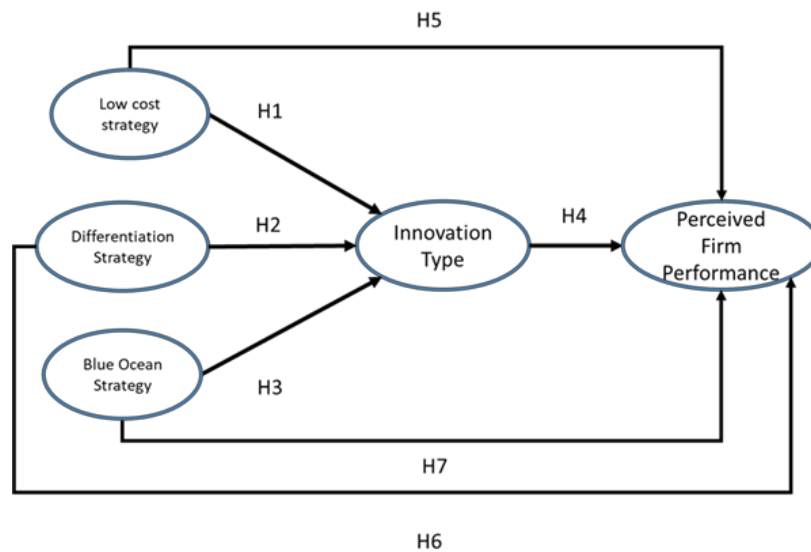 H5
Low cost
strategy
H1
Differentiation
Strategy
H2
Innovation
Type
H4
Perceived
Firm
Performance
Blue Ocean
Strategy
H3
H7
H6